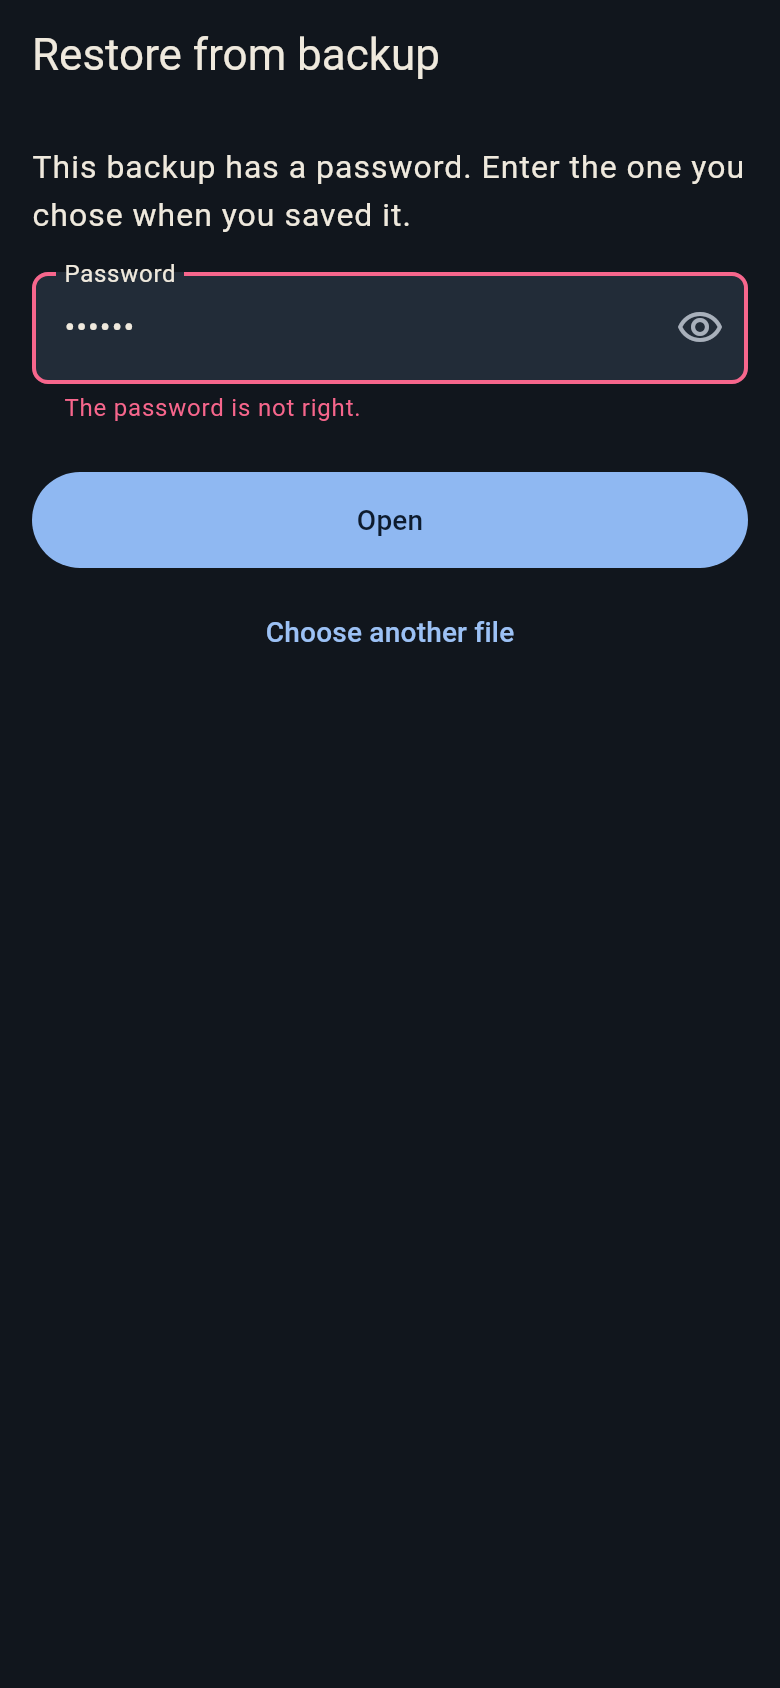 Restore from backup
This backup has a password. Enter the one you
chose when you saved it.
Password
••••••
The password is not right.
Open
Choose another file